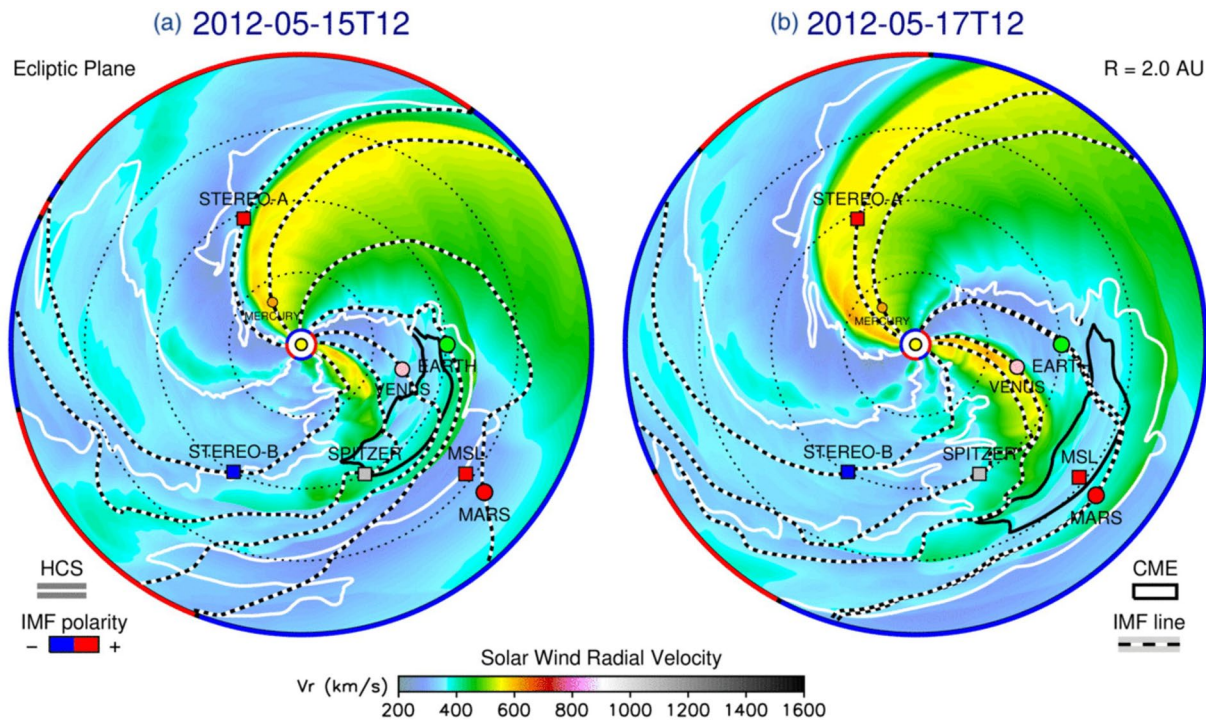 (a) 2012-05-15T12
(b) 2012-05-17T12
Ecliptic Plane
R = 2.0 AU
STEREO-A
MERCURY
EARTH
VENUS
STEREO-B
SPITZER
MSL
MARS
STEREO-A
MERCURY
EARTH
VENUS
STEREO-B
SPITZER
MSL
MARS
HCS
IMF polarity
− +
CME
IMF line
Solar Wind Radial Velocity
Vr (km/s)
200 400 600 800 1000 1200 1400 1600